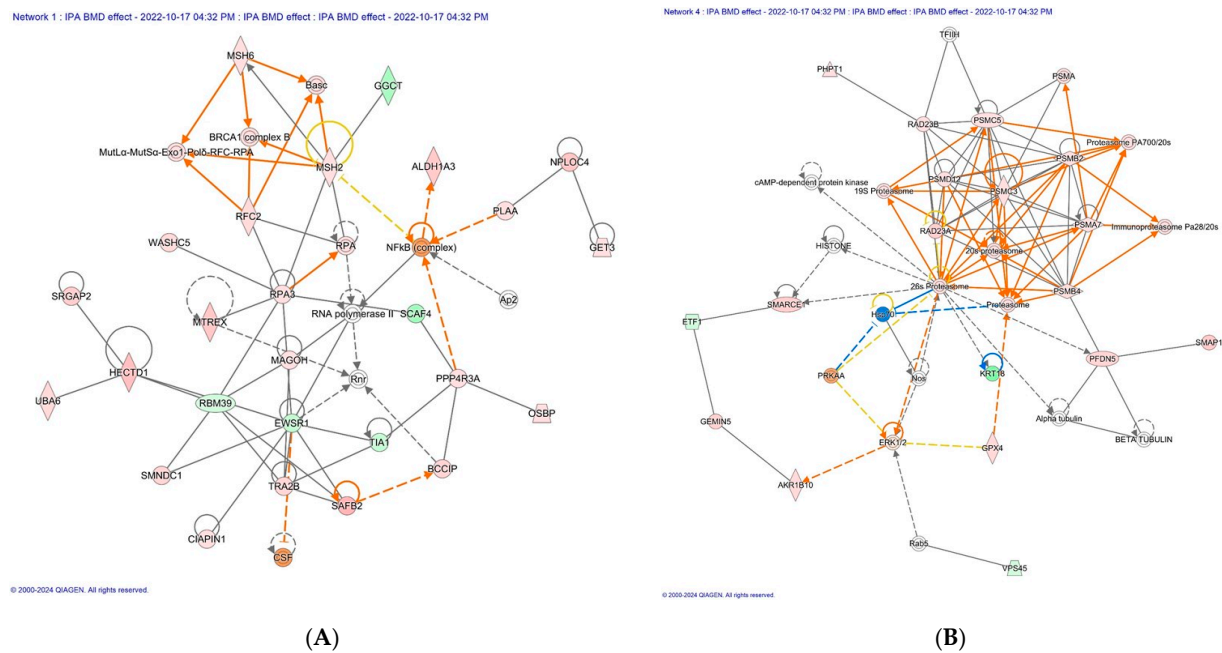 Network 1 : IPA BMD effect - 2022-10-17 04:32 PM : IPA BMD effect : IPA BMD effect - 2022-10-17 04:32 PM
MSH6
Basc
GGCT
BRCA1 complex B
MutLα-MutSα-Exo1-Polδ-RFC-RPA
MSH2
ALDH1A3
NPLOC4
RFC2
PLAA
WASHC5
RPA
NFkB (complex)
GET3
SRGAP2
RPA3
Ap2
MTREX
RNA polymerase II
SCAF4
HECTD1
MAGOH
Rnr
PPP4R3A
UBA6
RBM39
OSBP
EWSR1
TIA1
SMNDC1
BCCIP
TRA2B
SAFB2
CIAPIN1
CSF
© 2000-2024 QIAGEN. All rights reserved.
(A)
Network 4 : IPA BMD effect - 2022-10-17 04:32 PM : IPA BMD effect : IPA BMD effect - 2022-10-17 04:32 PM
TFIIH
PHPT1
PSMA
RAD23B
PSMC5
Proteasome PA700/20s
PSMB2
cAMP-dependent protein kinase
PSMD12
19S Proteasome
PSMC3
RAD23A
PSMA7
Immunoproteasome Pa28/20s
HISTONE
20s proteasome
26s Proteasome
PSMB4
SMARCE1
Proteasome
ETF1
Hsp70
SMAP1
PFDN5
PRKAA
Nos
KRT18
GEMIN5
Alpha tubulin
BETA TUBULIN
ERK1/2
GPX4
AKR1B10
Rab5
VPS45
© 2000-2024 QIAGEN. All rights reserved.
(B)